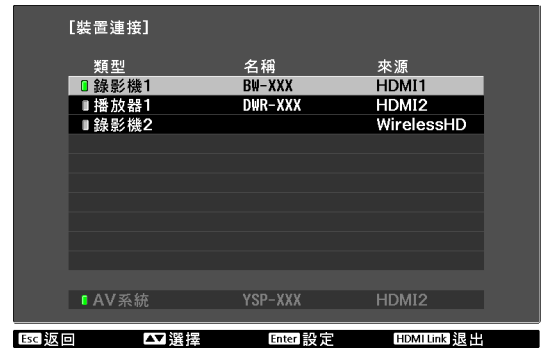 [裝置連接]
類型 名稱 來源
錄影機1 BW-XXX HDMI1
播放器1 DWR-XXX HDMI2
錄影機2 WirelessHD
AV系統 YSP-XXX HDMI2
Esc 返回 ▲▼ 選擇 Enter 設定 HDMI Link 退出